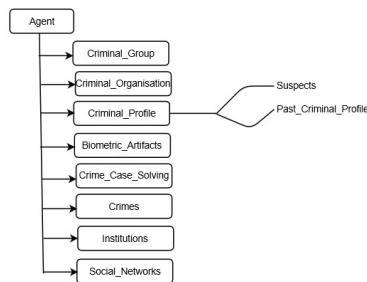 Agent
Criminal_Group
Criminal_Organisation
Criminal_Profile
Suspects
Past_Criminal_Profile
Biometric_Artifacts
Crime_Case_Solving
Crimes
Institutions
Social_Networks